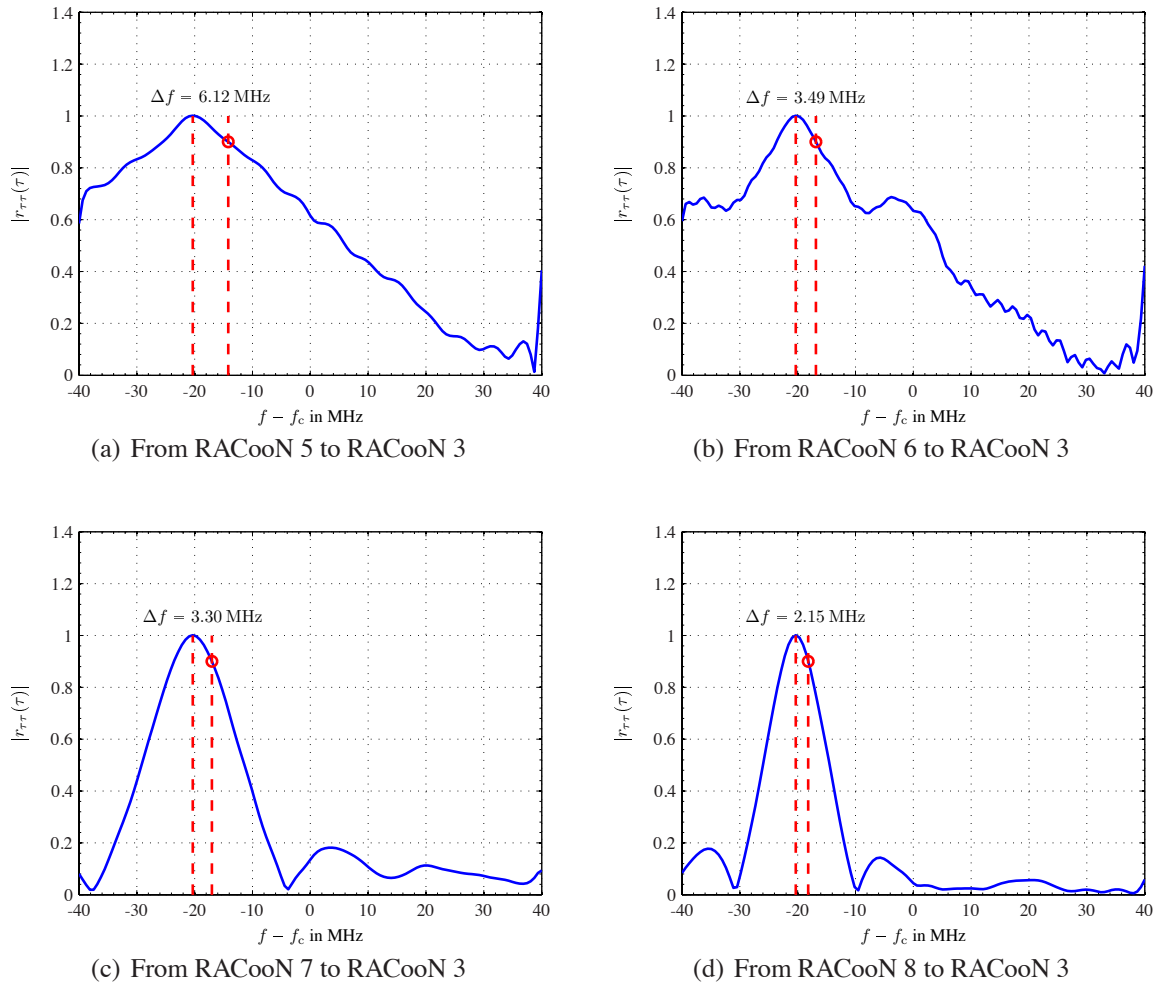 1.4
1.2
1
0.8
0.6
0.4
0.2
0
|r_ττ(τ)|
Δf = 6.12 MHz
-40 -30 -20 -10 0 10 20 30 40
f − f_c in MHz
(a) From RACooN 5 to RACooN 3
1.4
1.2
1
0.8
0.6
0.4
0.2
0
|r_ττ(τ)|
Δf = 3.49 MHz
-40 -30 -20 -10 0 10 20 30 40
f − f_c in MHz
(b) From RACooN 6 to RACooN 3
1.4
1.2
1
0.8
0.6
0.4
0.2
0
|r_ττ(τ)|
Δf = 3.30 MHz
-40 -30 -20 -10 0 10 20 30 40
f − f_c in MHz
(c) From RACooN 7 to RACooN 3
1.4
1.2
1
0.8
0.6
0.4
0.2
0
|r_ττ(τ)|
Δf = 2.15 MHz
-40 -30 -20 -10 0 10 20 30 40
f − f_c in MHz
(d) From RACooN 8 to RACooN 3